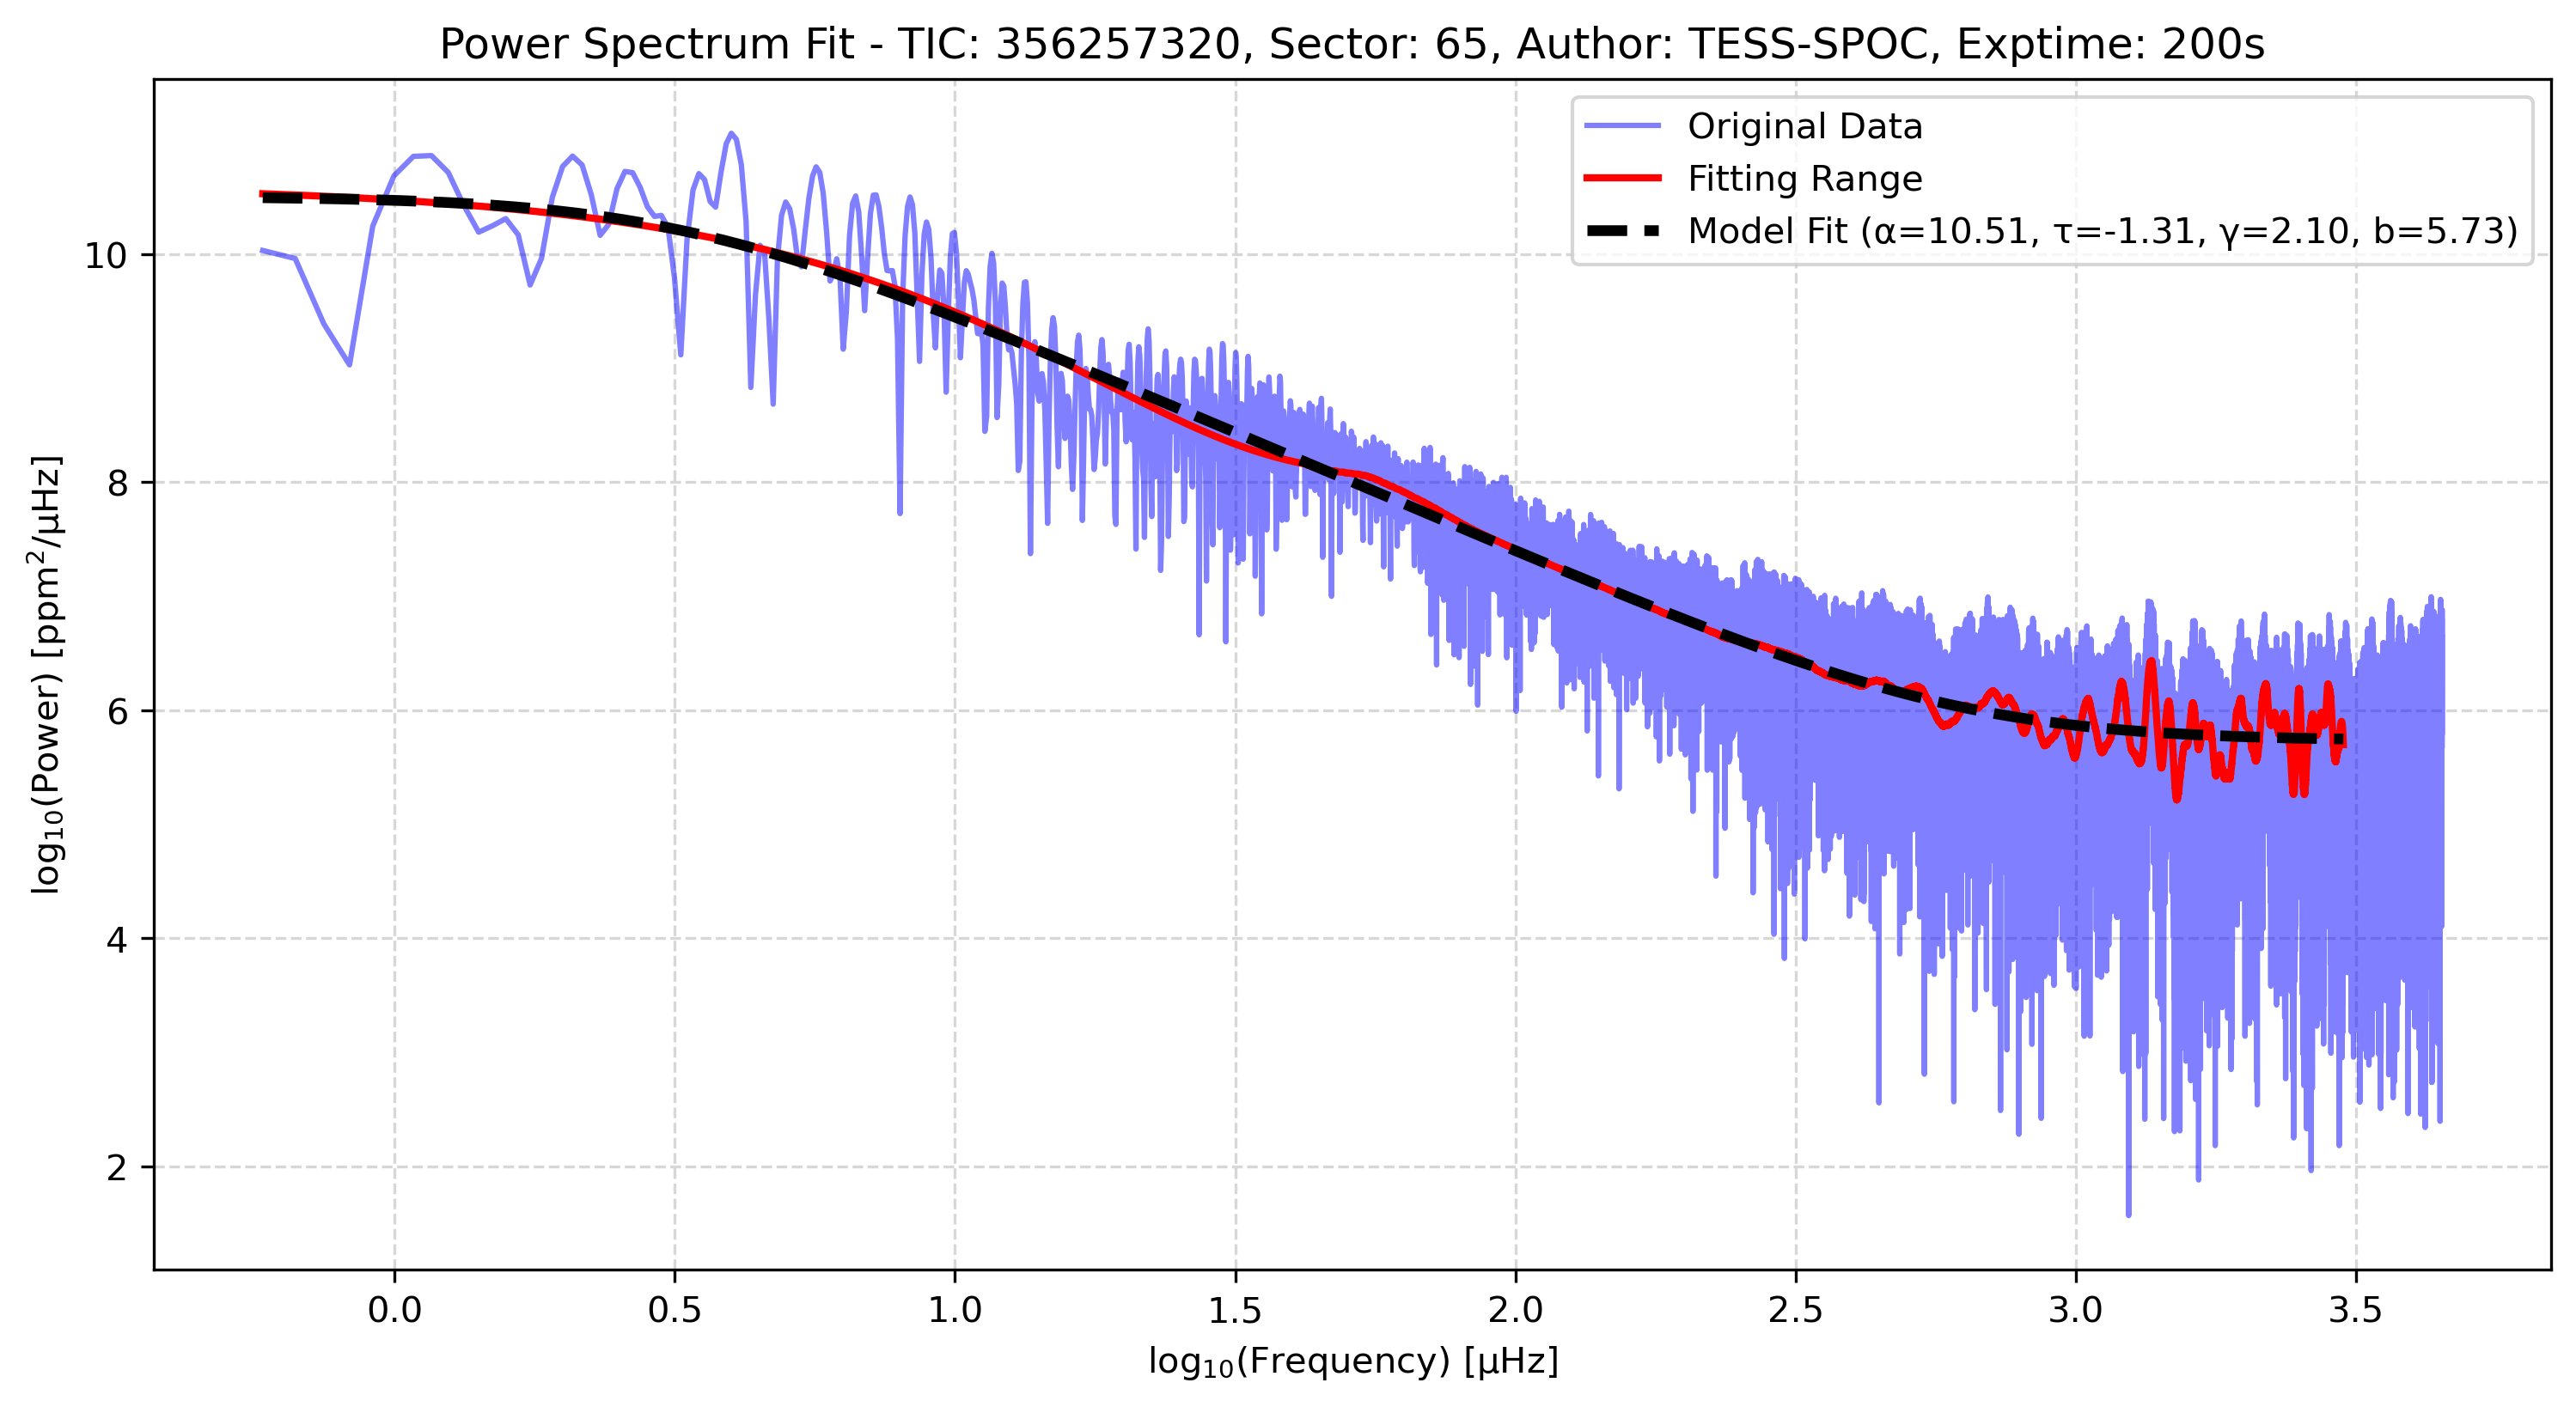 Power Spectrum Fit - TIC: 356257320, Sector: 65, Author: TESS-SPOC, Exptime: 200s
Original Data
Fitting Range
Model Fit (α=10.51, τ=-1.31, γ=2.10, b=5.73)
log₁₀(Power) [ppm²/μHz]
10
8
6
4
2
0.0 0.5 1.0 1.5 2.0 2.5 3.0 3.5
log₁₀(Frequency) [μHz]